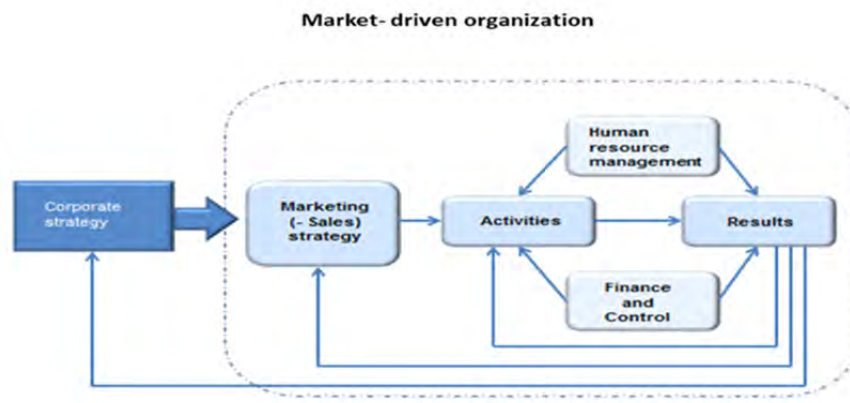 Market- driven organization
Human
resource
management
Corporate
strategy
Marketing
(- Sales)
strategy
Activities
Results
Finance
and
Control